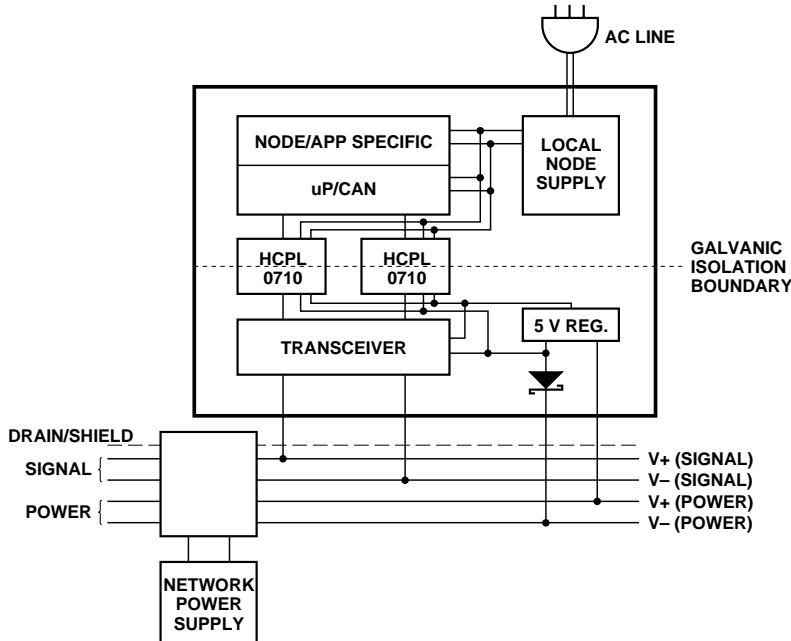 AC LINE
NODE/APP SPECIFIC
uP/CAN
LOCAL
NODE
SUPPLY
HCPL
0710
HCPL
0710
GALVANIC
ISOLATION
BOUNDARY
5 V REG.
TRANSCEIVER
DRAIN/SHIELD
SIGNAL
POWER
V+ (SIGNAL)
V– (SIGNAL)
V+ (POWER)
V– (POWER)
NETWORK
POWER
SUPPLY